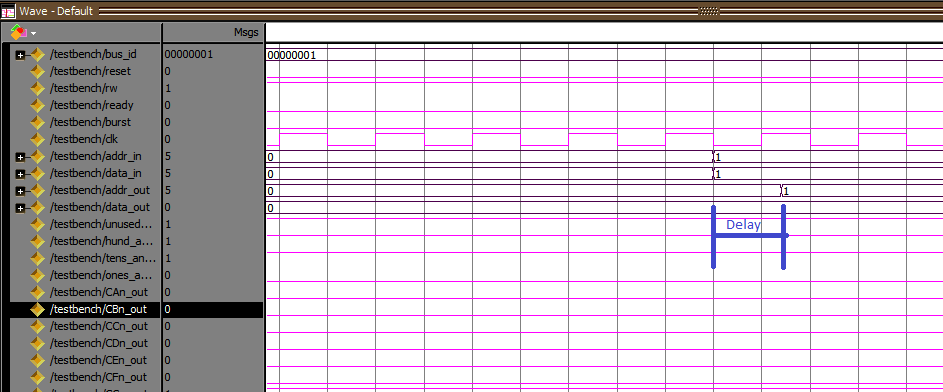 Wave - Default
Msgs
/testbench/bus_id 00000001 00000001
/testbench/reset 0
/testbench/rw 1
/testbench/ready 0
/testbench/burst 0
/testbench/clk 0
/testbench/addr_in 5 0 1
/testbench/data_in 5 0 1
/testbench/addr_out 5 0 1
/testbench/data_out 0 0
/testbench/unused... 1
Delay
/testbench/hund_a... 1
/testbench/tens_an... 1
/testbench/ones_a... 0
/testbench/CAn_out 0
/testbench/CBn_out 0
/testbench/CCn_out 0
/testbench/CDn_out 0
/testbench/CEn_out 0
/testbench/CFn_out 0